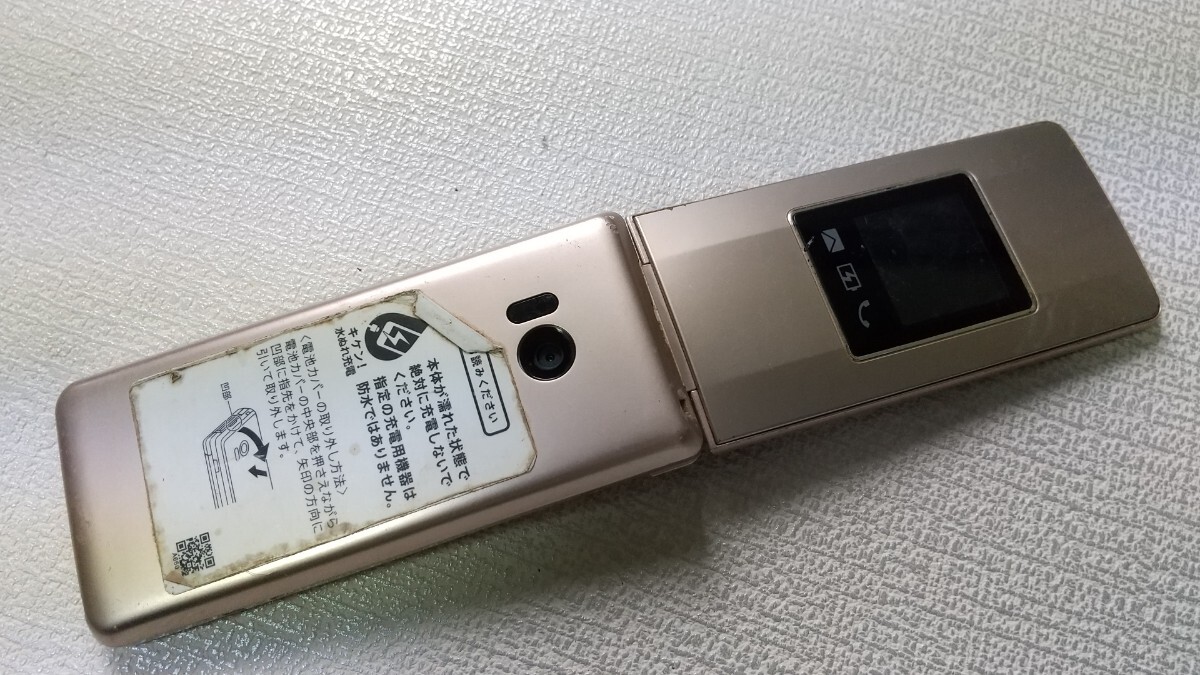 読みください
本体が濡れた状態で
絶対に充電しないで
ください。
指定の充電用機器は
防水ではありません。
キケン!
水ぬれ充電
〈電池カバーの取り外し方法〉
電池カバーの中央部を押さえながら
凹部に指先をかけて、矢印の方向に
引いて取り外します。
凹部